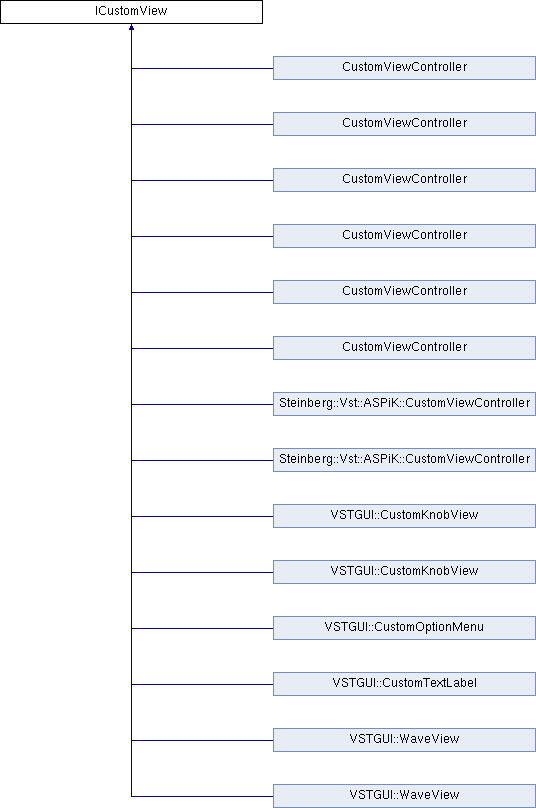 ICustomView
CustomViewController
CustomViewController
CustomViewController
CustomViewController
CustomViewController
CustomViewController
Steinberg::Vst::ASPiK::CustomViewController
Steinberg::Vst::ASPiK::CustomViewController
VSTGUI::CustomKnobView
VSTGUI::CustomKnobView
VSTGUI::CustomOptionMenu
VSTGUI::CustomTextLabel
VSTGUI::WaveView
VSTGUI::WaveView